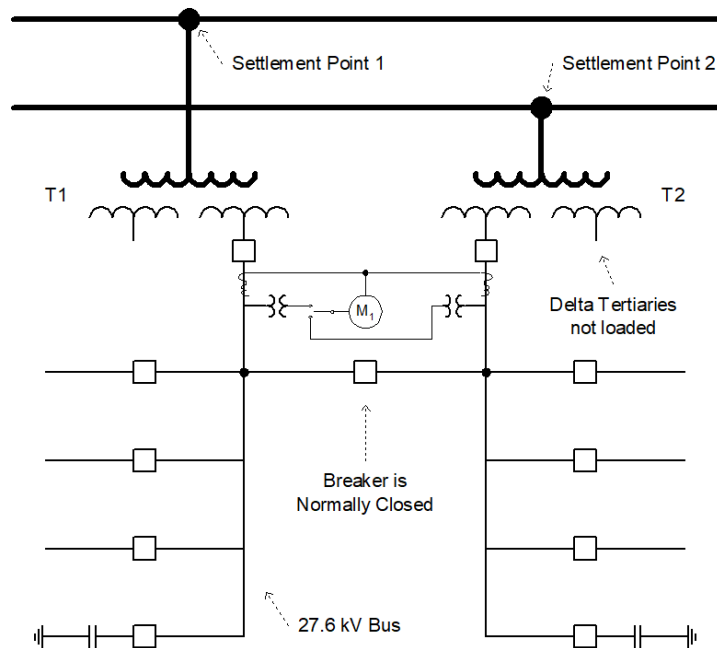 Settlement Point 1
Settlement Point 2
T1
T2
M1
Delta Tertiaries
not loaded
Breaker is
Normally Closed
27.6 kV Bus